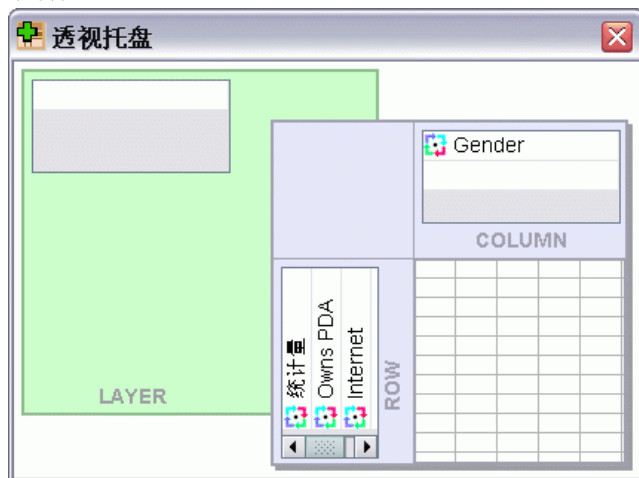 透视托盘
Gender
COLUMN
统计量
Owns PDA
Internet
ROW
LAYER